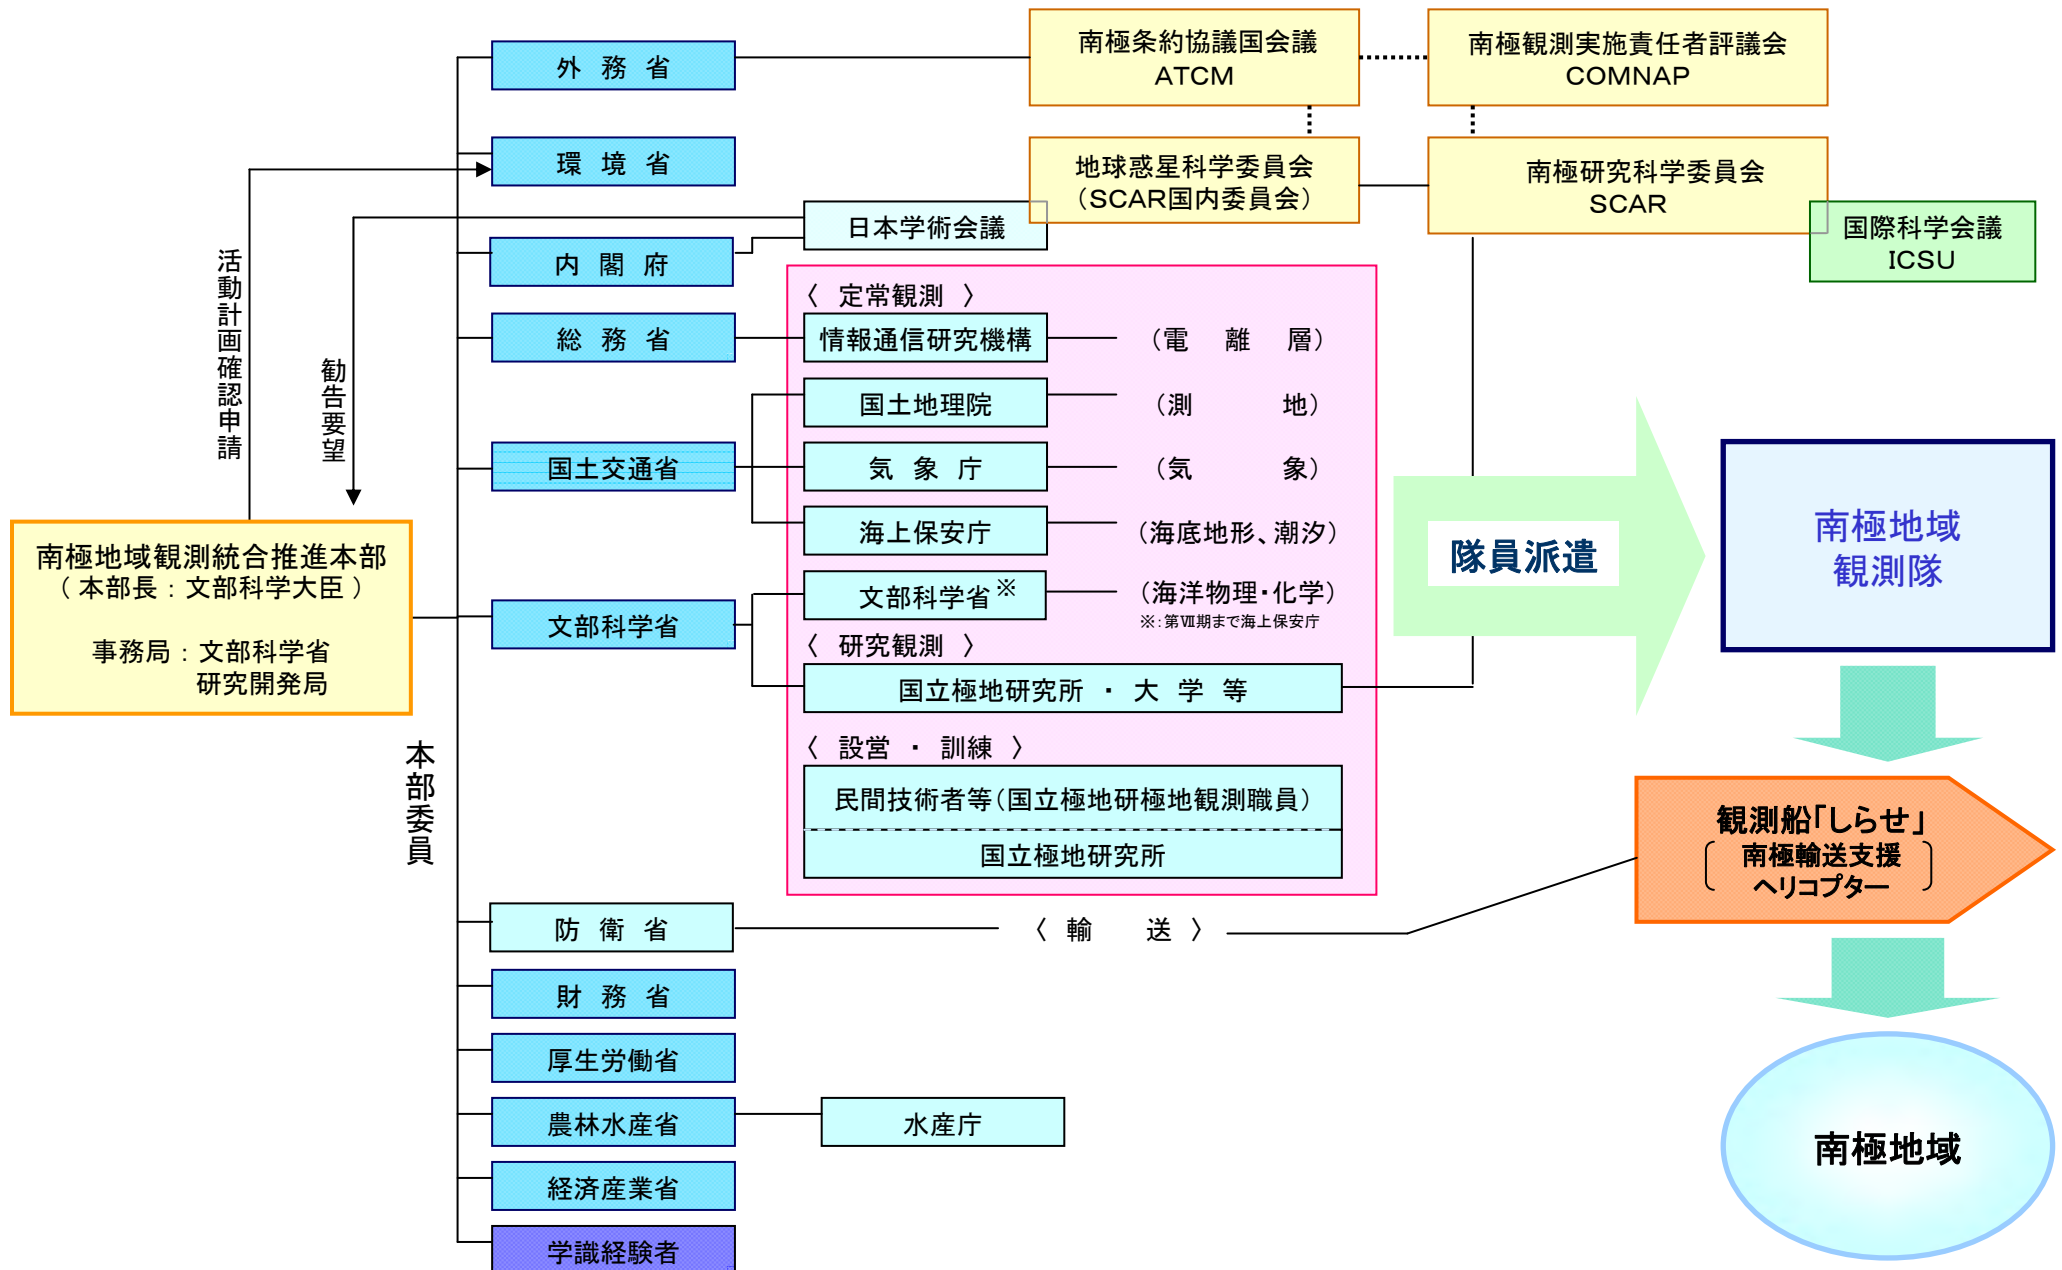 外務省
南極条約協議国会議
ATCM
南極観測実施責任者評議会
COMNAP
環境省
地球惑星科学委員会
（SCAR国内委員会）
南極研究科学委員会
SCAR
日本学術会議
国際科学会議
ICSU
内閣府
活動計画確認申請
勧告要望
〈 定常観測 〉
総務省
情報通信研究機構
（電離層）
国土地理院
（測地）
国土交通省
気象庁
（気象）
海上保安庁
（海底地形、潮汐）
隊員派遣
南極地域
観測隊
南極地域観測統合推進本部
（ 本部長 ： 文部科学大臣 ）
事務局 ： 文部科学省
研究開発局
文部科学省
文部科学省※
（海洋物理・化学）
※：第Ⅶ期まで海上保安庁
〈 研究観測 〉
国立極地研究所 ・ 大学等
〈 設営 ・ 訓練 〉
民間技術者等（国立極地研極地観測職員）
国立極地研究所
本部委員
観測船「しらせ」
南極輸送支援
ヘリコプター
防衛省
〈 輸送 〉
財務省
厚生労働省
農林水産省
水産庁
経済産業省
学識経験者
南極地域